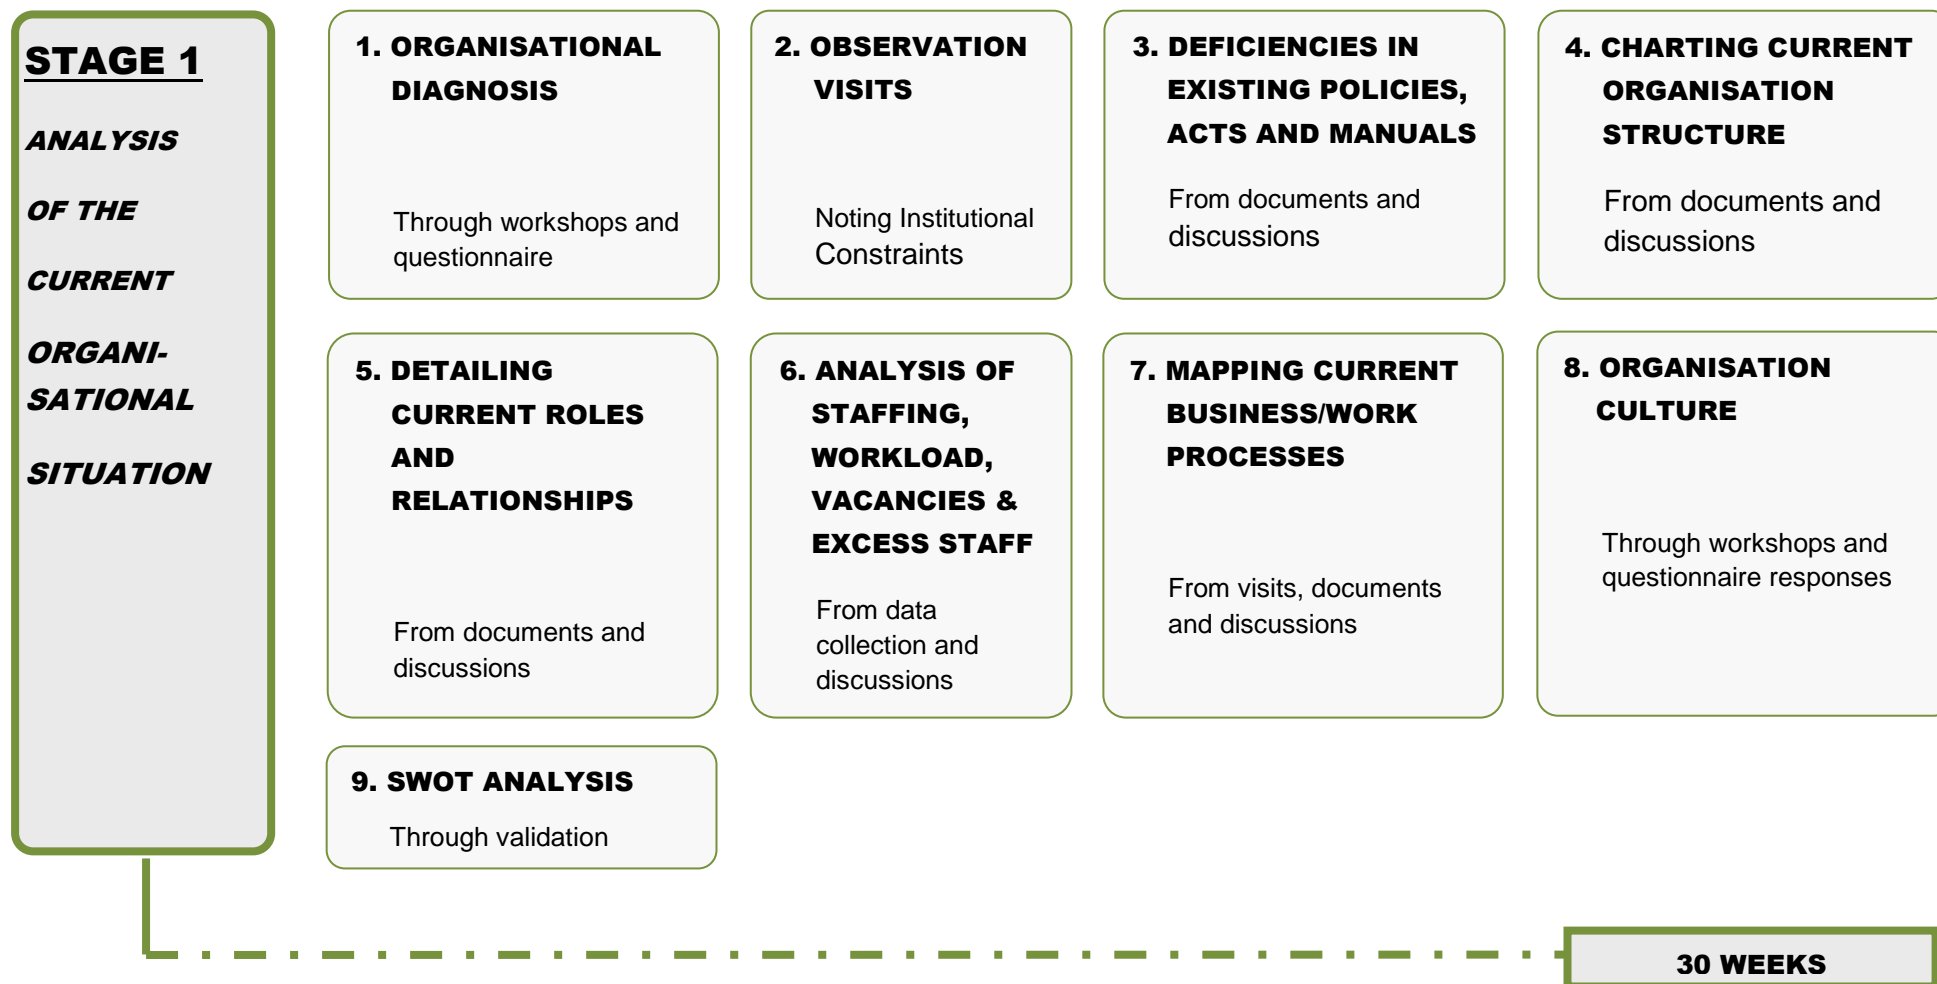 STAGE 1
ANALYSIS
OF THE
CURRENT
ORGANI-
SATIONAL
SITUATION
1. ORGANISATIONAL
DIAGNOSIS
Through workshops and
questionnaire
2. OBSERVATION
VISITS
Noting Institutional
Constraints
3. DEFICIENCIES IN
EXISTING POLICIES,
ACTS AND MANUALS
From documents and
discussions
4. CHARTING CURRENT
ORGANISATION
STRUCTURE
From documents and
discussions
5. DETAILING
CURRENT ROLES
AND
RELATIONSHIPS
From documents and
discussions
6. ANALYSIS OF
STAFFING,
WORKLOAD,
VACANCIES &
EXCESS STAFF
From data
collection and
discussions
7. MAPPING CURRENT
BUSINESS/WORK
PROCESSES
From visits, documents
and discussions
8. ORGANISATION
CULTURE
Through workshops and
questionnaire responses
9. SWOT ANALYSIS
Through validation
30 WEEKS